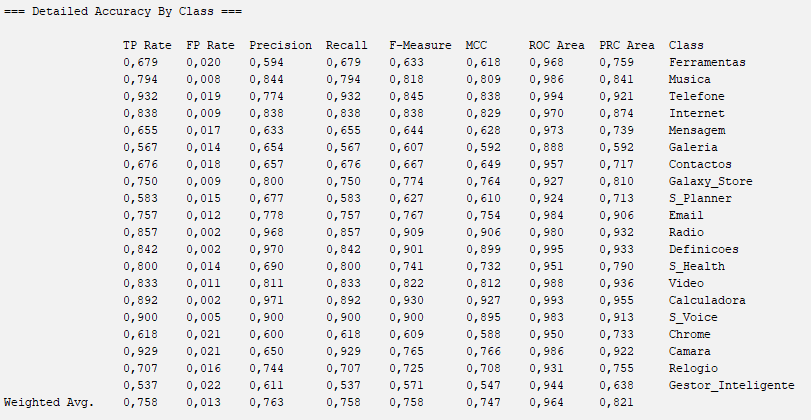 === Detailed Accuracy By Class ===
TP Rate FP Rate Precision Recall F-Measure MCC ROC Area PRC Area Class
0,679 0,020 0,594 0,679 0,633 0,618 0,968 0,759 Ferramentas
0,794 0,008 0,844 0,794 0,818 0,809 0,986 0,841 Musica
0,932 0,019 0,774 0,932 0,845 0,838 0,994 0,921 Telefone
0,838 0,009 0,838 0,838 0,838 0,829 0,970 0,874 Internet
0,655 0,017 0,633 0,655 0,644 0,628 0,973 0,739 Mensagem
0,567 0,014 0,654 0,567 0,607 0,592 0,888 0,592 Galeria
0,676 0,018 0,657 0,676 0,667 0,649 0,957 0,717 Contactos
0,750 0,009 0,800 0,750 0,774 0,764 0,927 0,810 Galaxy_Store
0,583 0,015 0,677 0,583 0,627 0,610 0,924 0,713 S_Planner
0,757 0,012 0,778 0,757 0,767 0,754 0,984 0,906 Email
0,857 0,002 0,968 0,857 0,909 0,906 0,980 0,932 Radio
0,842 0,002 0,970 0,842 0,901 0,899 0,995 0,933 Definicoes
0,800 0,014 0,690 0,800 0,741 0,732 0,951 0,790 S_Health
0,833 0,011 0,811 0,833 0,822 0,812 0,988 0,936 Video
0,892 0,002 0,971 0,892 0,930 0,927 0,993 0,955 Calculadora
0,900 0,005 0,900 0,900 0,900 0,895 0,983 0,913 S_Voice
0,618 0,021 0,600 0,618 0,609 0,588 0,950 0,733 Chrome
0,929 0,021 0,650 0,929 0,765 0,766 0,986 0,922 Camara
0,707 0,016 0,744 0,707 0,725 0,708 0,931 0,755 Relogio
0,537 0,022 0,611 0,537 0,571 0,547 0,944 0,638 Gestor_Inteligente
Weighted Avg. 0,758 0,013 0,763 0,758 0,758 0,747 0,964 0,821